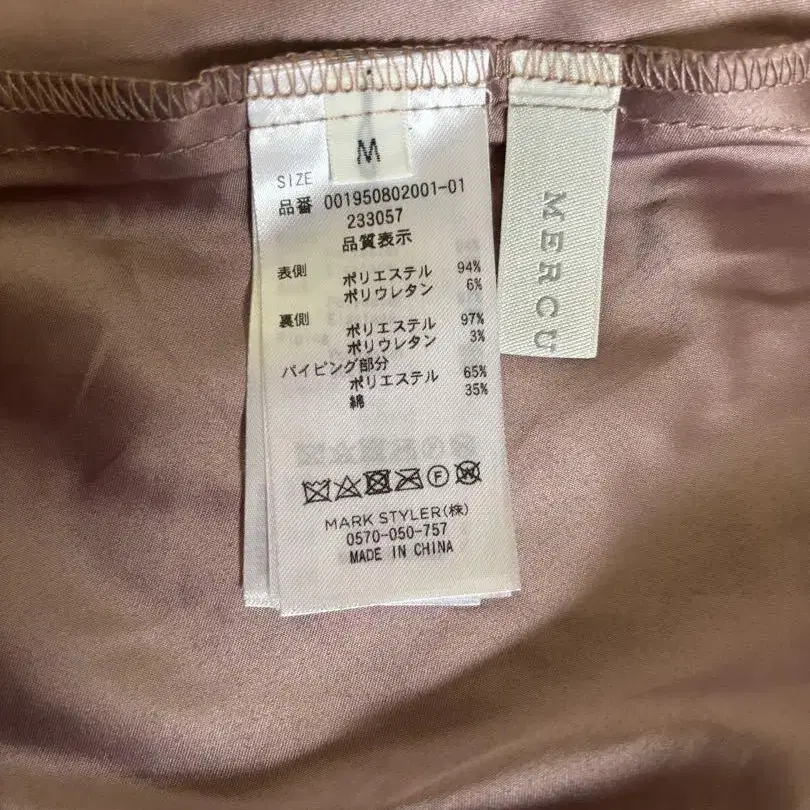 M
SIZE
品番 001950802001-01
233057
品質表示
表側 ポリエステル 94%
ポリウレタン 6%
裏側 ポリエステル 97%
ポリウレタン 3%
パイピング部分
ポリエステル 65%
綿 35%
F
W
MARK STYLER(株)
0570-050-757
MADE IN CHINA
MERCU